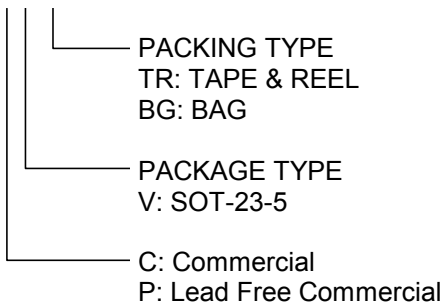 PACKING TYPE
TR: TAPE & REEL
BG: BAG
PACKAGE TYPE
V: SOT-23-5
C: Commercial
P: Lead Free Commercial